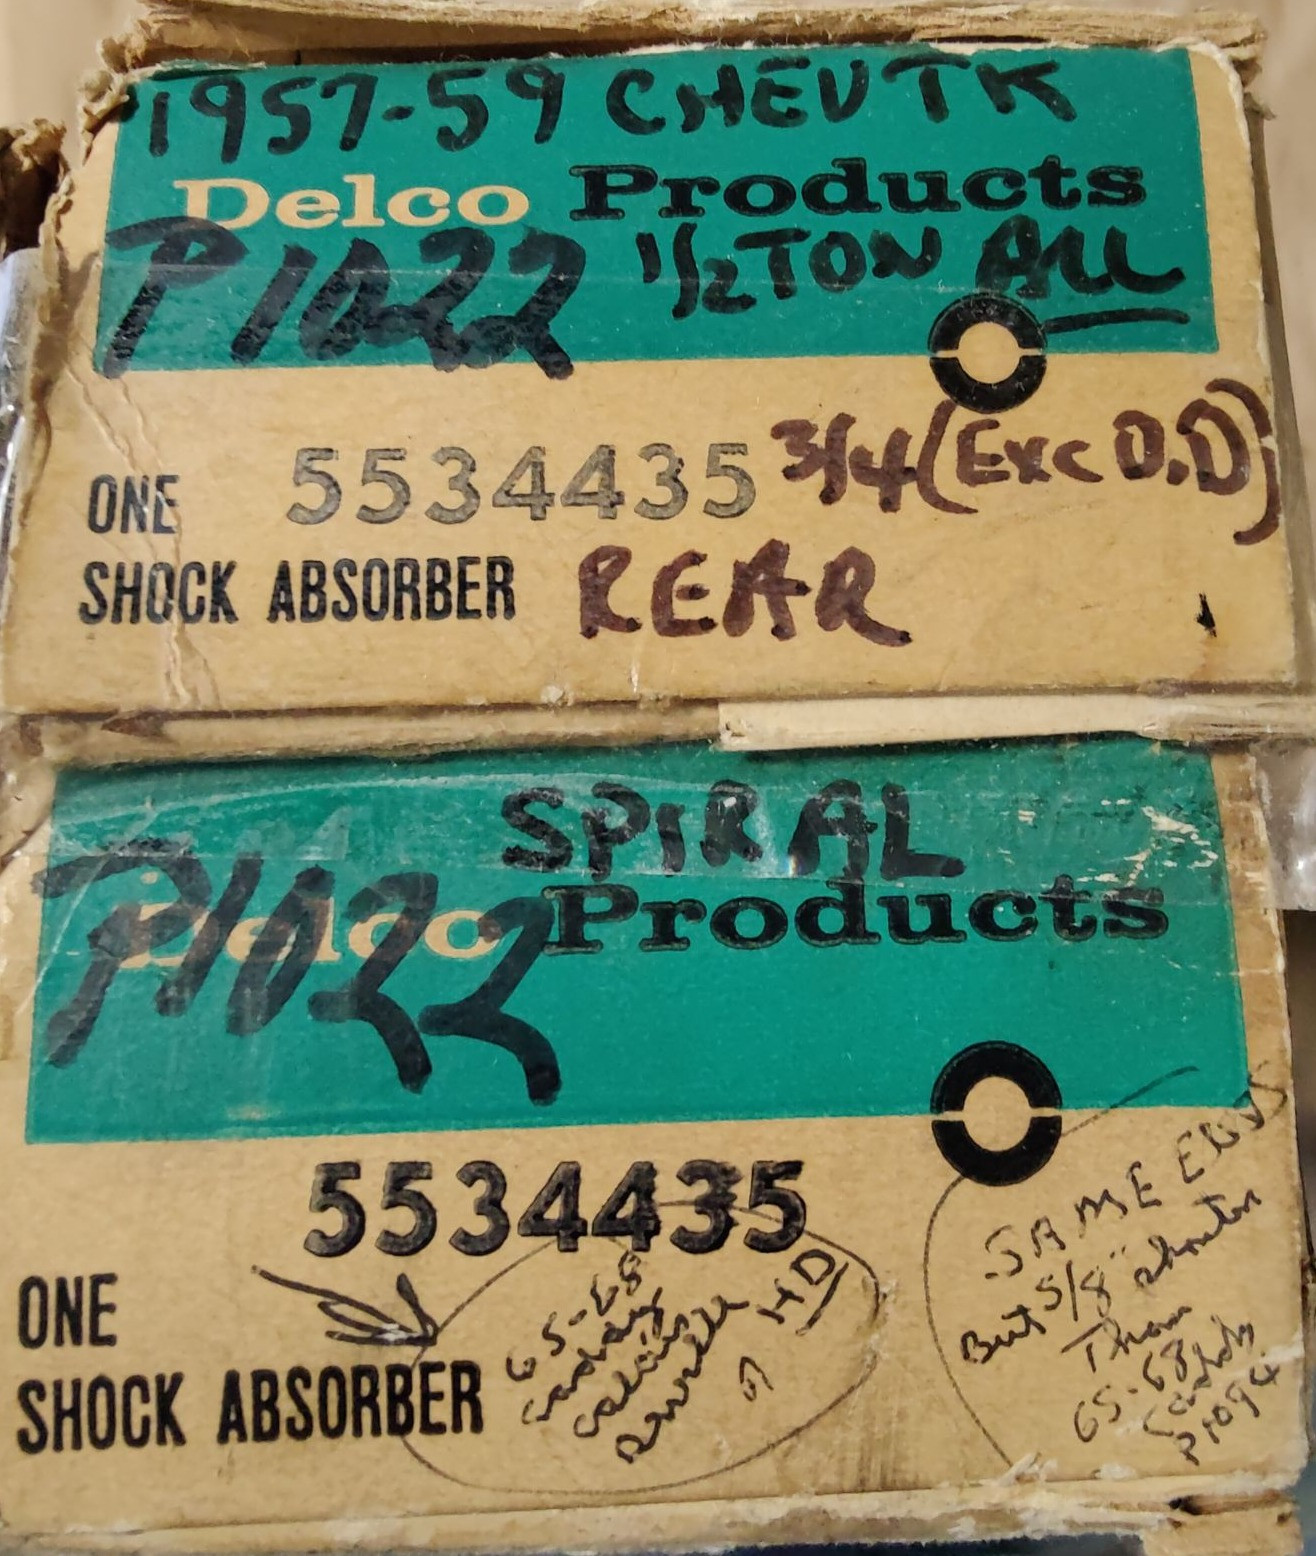 1957-59 CHEV TK
Delco Products
P1022 1/2 TON ALL
5534435 3/4 (Exc D.D)
ONE
SHOCK ABSORBER REAR
SPIRAL
Delco Products
P1022
5534435
ONE
SHOCK ABSORBER
65-68
HD
SAME ENDS
But 5/8" shorter
Than
65-68
P1094